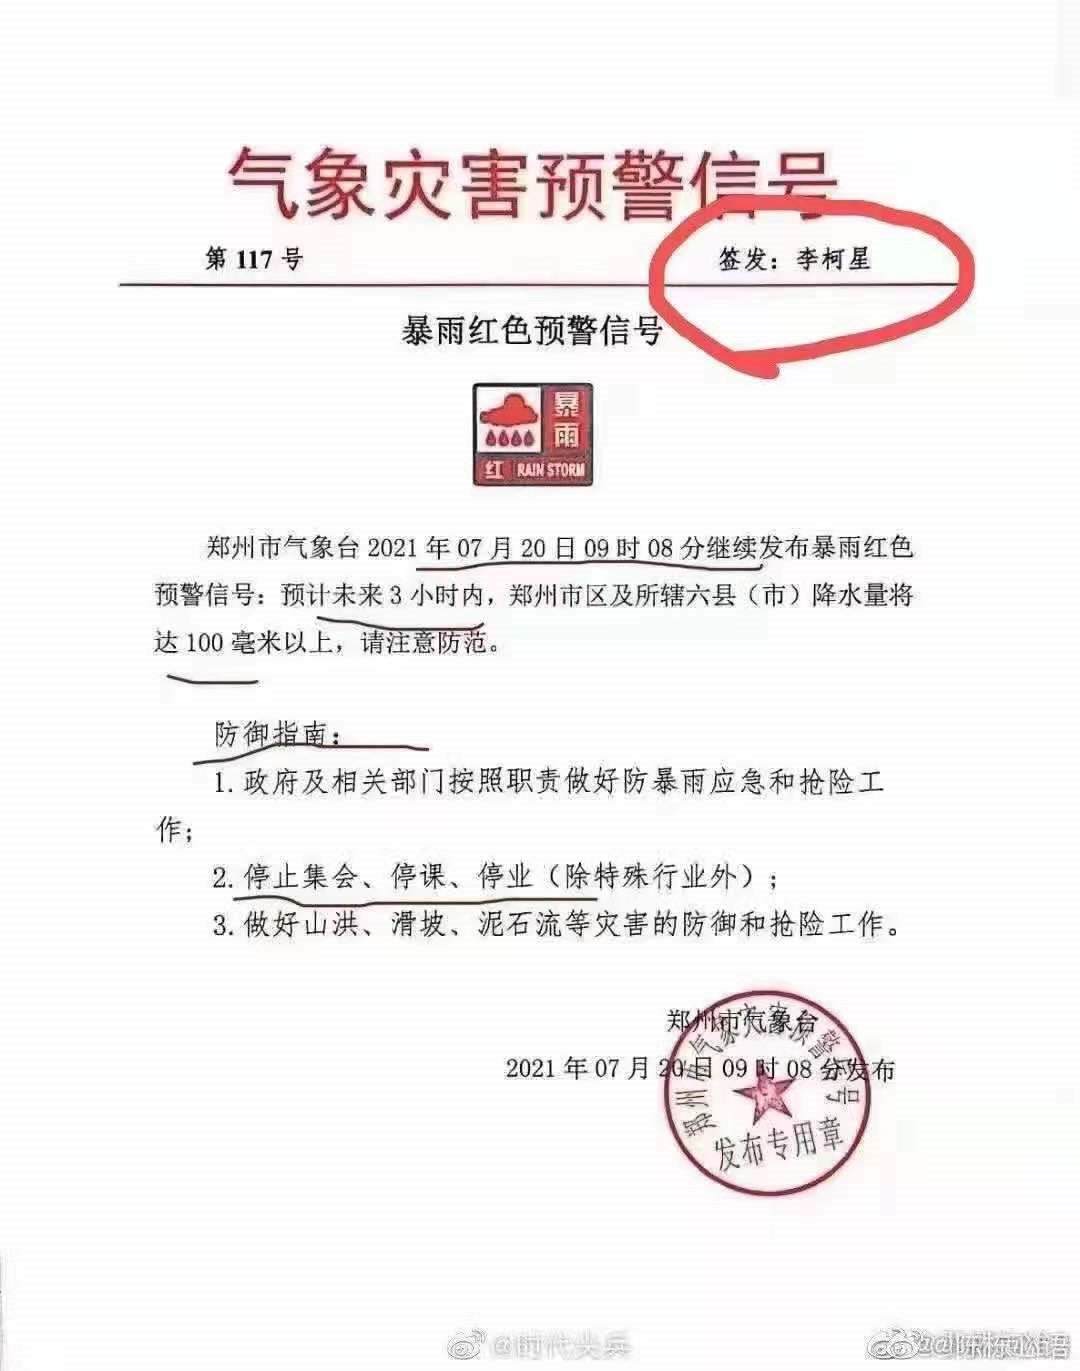 气象灾害预警信号
第 117 号 签发：李柯星
暴雨红色预警信号
暴雨
红 RAIN STORM
郑州市气象台 2021 年 07 月 20 日 09 时 08 分继续发布暴雨红色
预警信号：预计未来 3 小时内，郑州市区及所辖六县（市）降水量将
达 100 毫米以上，请注意防范。
防御指南：
1. 政府及相关部门按照职责做好防暴雨应急和抢险工
作；
2. 停止集会、停课、停业（除特殊行业外）；
3. 做好山洪、滑坡、泥石流等灾害的防御和抢险工作。
郑州市气象台
2021 年 07 月 20 日 09 时 08 分发布
郑州市气象灾害预警信号
发布专用章
@时代尖兵